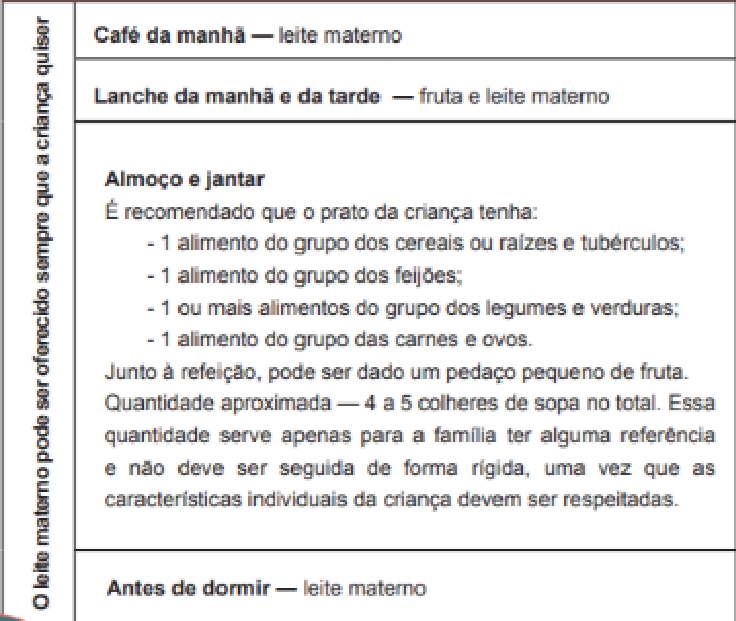 O leite materno pode ser oferecido sempre que a criança quiser
Café da manhã — leite materno
Lanche da manhã e da tarde — fruta e leite materno
Almoço e jantar
É recomendado que o prato da criança tenha:
- 1 alimento do grupo dos cereais ou raízes e tubérculos;
- 1 alimento do grupo dos feijões;
- 1 ou mais alimentos do grupo dos legumes e verduras;
- 1 alimento do grupo das carnes e ovos.
Junto à refeição, pode ser dado um pedaço pequeno de fruta.
Quantidade aproximada — 4 a 5 colheres de sopa no total. Essa
quantidade serve apenas para a família ter alguma referência
e não deve ser seguida de forma rígida, uma vez que as
características individuais da criança devem ser respeitadas.
Antes de dormir — leite materno